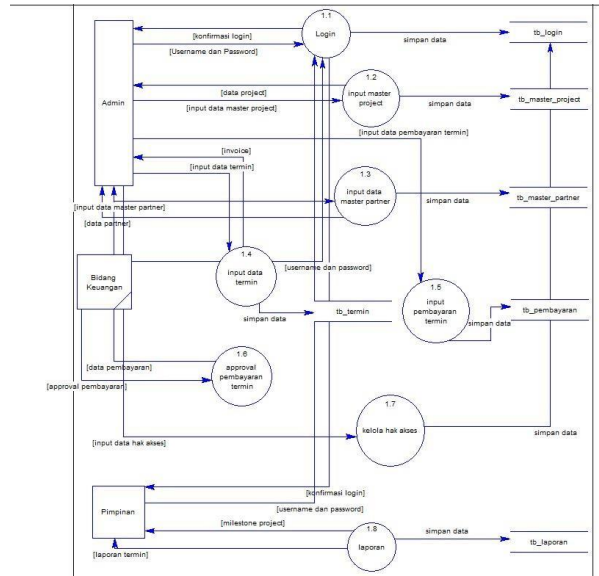 1.1
Login
[konfirmasi login]
[Username dan Password]
simpan data
tb_login
Admin
1.2
input master
project
[data project]
[input data master project]
simpan data
tb_master_project
[input data pembayaran termin]
[invoice]
[input data termin]
1.3
input data
master partner
simpan data
tb_master_partner
[input data master partner]
[data partner]
1.4
input data
termin
[username dan password]
Bidang
Keuangan
1.5
input
pembayaran
termin
simpan data
tb_termin
simpan data
tb_pembayaran
1.6
approval
pembayaran
termin
[data pembayaran]
[approval pembayaran]
1.7
kelola hak akses
simpan data
[input data hak akses]
Pimpinan
[konfirmasi login]
[username dan password]
[milestone project]
1.8
laporan
simpan data
tb_laporan
[laporan termin]